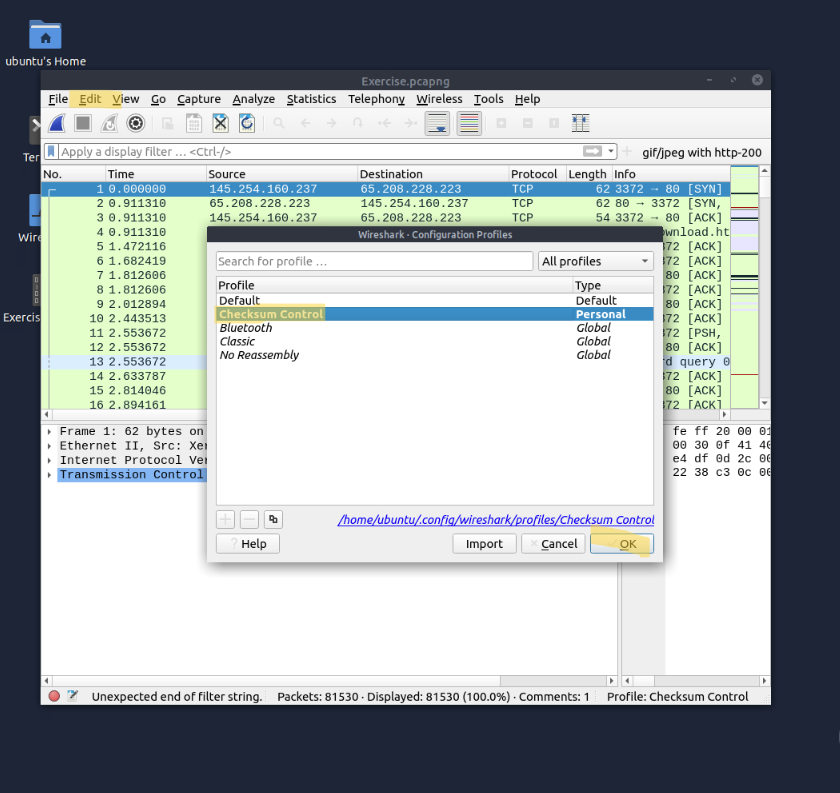 ubuntu's Home
Exercise.pcapng
File Edit View Go Capture Analyze Statistics Telephony Wireless Tools Help
Apply a display filter … <Ctrl-/>
gif/jpeg with http-200
No. Time Source Destination Protocol Length Info
1 0.000000 145.254.160.237 65.208.228.223 TCP 62 3372 → 80 [SYN]
2 0.911310 65.208.228.223 145.254.160.237 TCP 62 80 → 3372 [SYN,
3 0.911310 145.254.160.237 65.208.228.223 TCP 54 3372 → 80 [ACK]
4 0.911310 ownload.ht
5 1.472116 372 [ACK]
6 1.682419 372 [ACK]
7 1.812606 80 [ACK]
8 1.812606 80 [ACK]
9 2.012894 80 [ACK]
10 2.443513 372 [ACK]
11 2.553672 372 [PSH,
12 2.553672 80 [ACK]
13 2.553672 rd query 0
14 2.633787 372 [ACK]
15 2.814046 80 [ACK]
16 2.894161 372 [ACK]
Ter
Wire
Exercis
Wireshark · Configuration Profiles
Search for profile …
All profiles
Profile Type
Default Default
Checksum Control Personal
Bluetooth Global
Classic Global
No Reassembly Global
/home/ubuntu/.config/wireshark/profiles/Checksum Control
? Help
Import
Cancel
OK
Frame 1: 62 bytes on
Ethernet II, Src: Xer
Internet Protocol Ver
Transmission Control
fe ff 20 00 01
00 30 0f 41 40
e4 df 0d 2c 00
22 38 c3 0c 00
Unexpected end of filter string.
Packets: 81530 · Displayed: 81530 (100.0%) · Comments: 1
Profile: Checksum Control